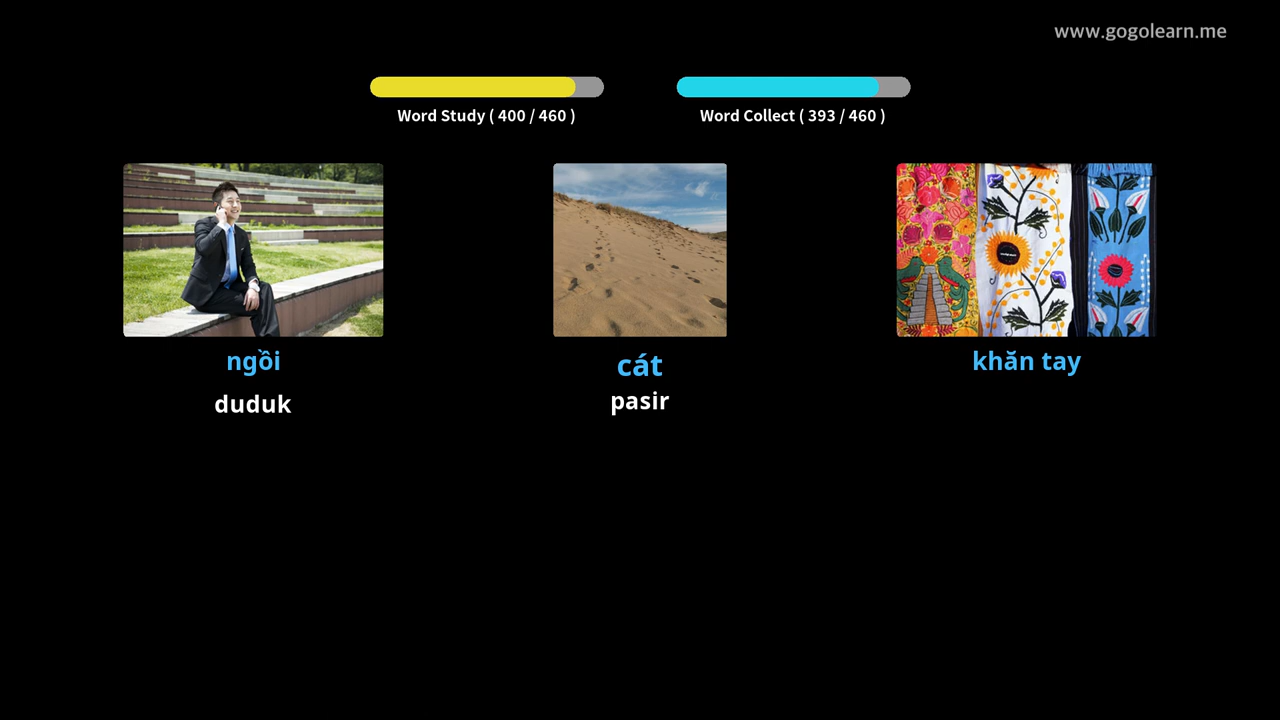 www.gogolearn.me
Word Study ( 400 / 460 )
Word Collect ( 393 / 460 )
ngồi
duduk
cát
pasir
khăn tay